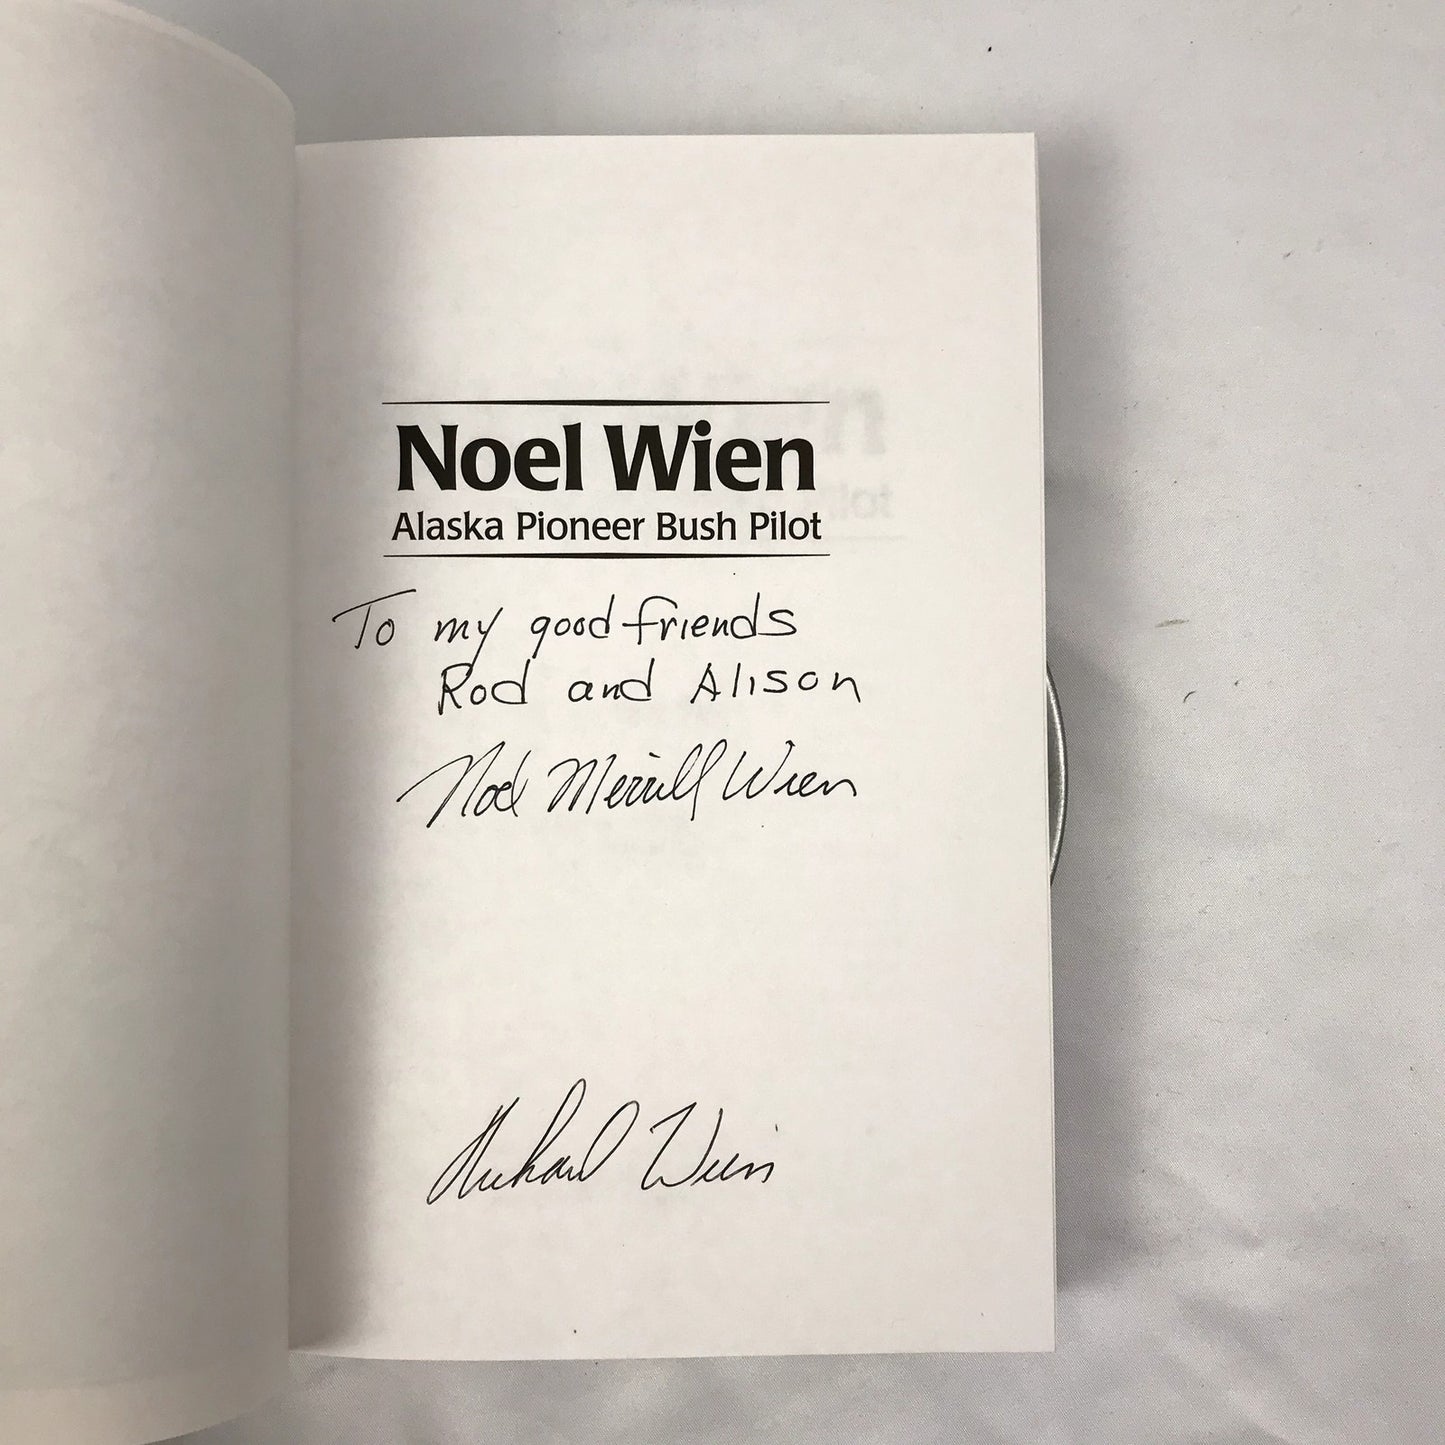 Noel Wien
Alaska Pioneer Bush Pilot
To my good friends
Rod and Alison
Noel Merrill Wien
Richard Wien